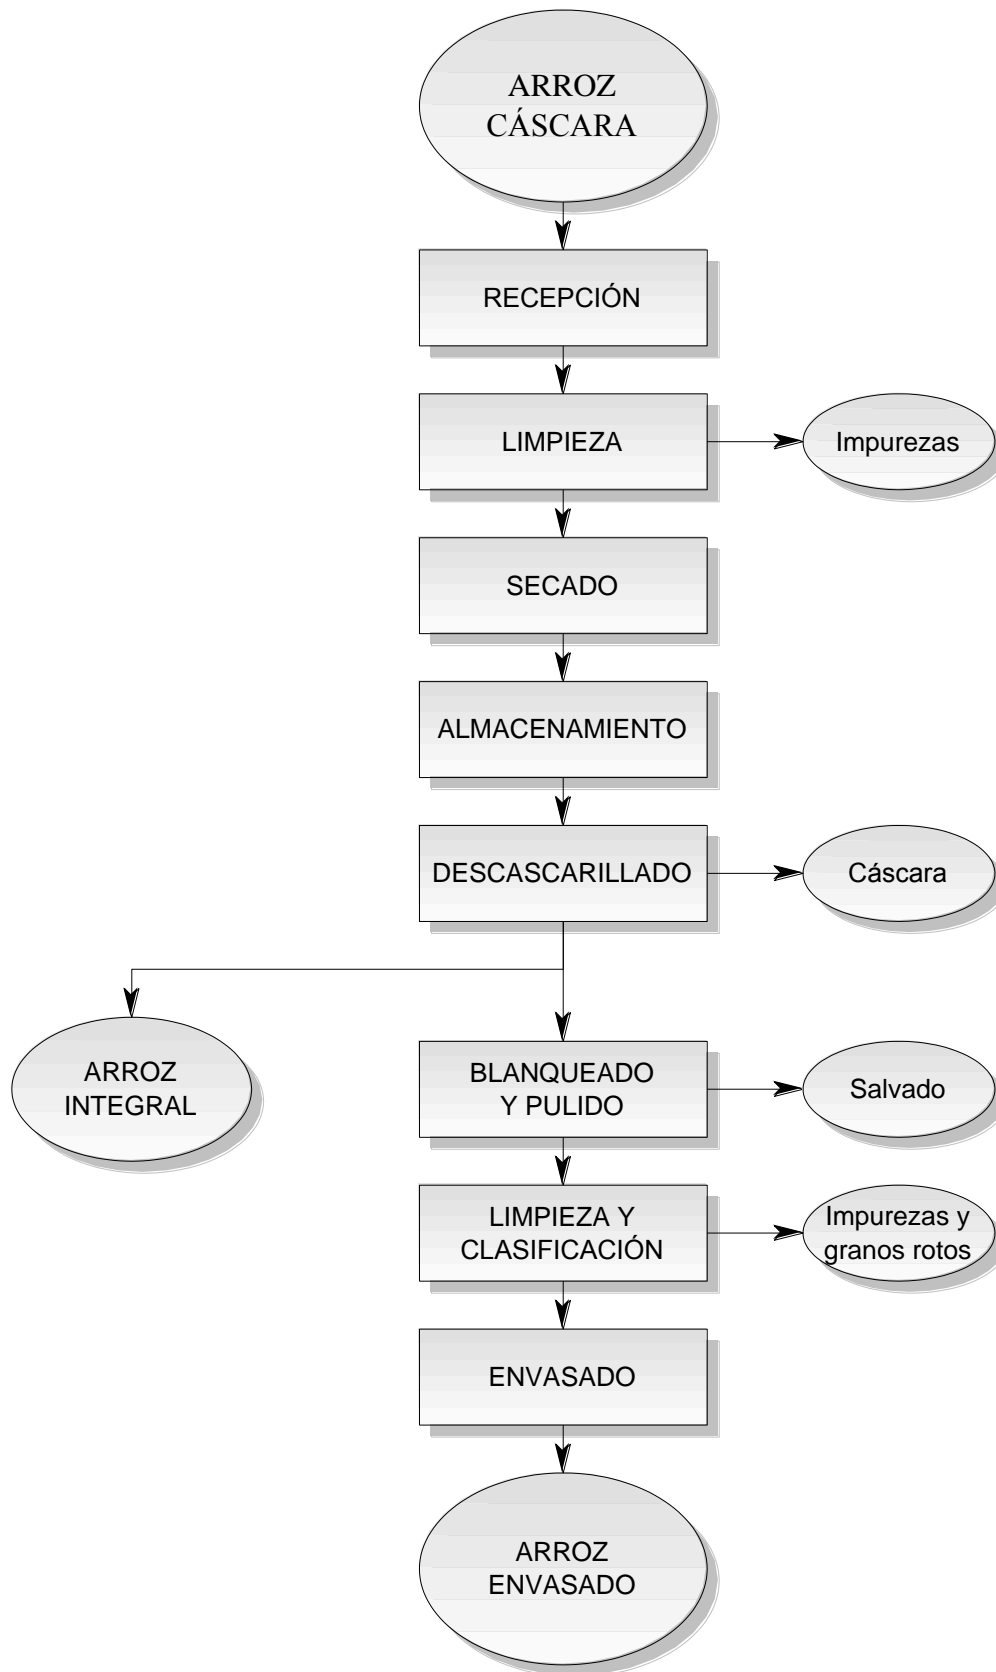 ARROZ
CÁSCARA
RECEPCIÓN
LIMPIEZA
Impurezas
SECADO
ALMACENAMIENTO
DESCASCARILLADO
Cáscara
ARROZ
INTEGRAL
BLANQUEADO
Y PULIDO
Salvado
LIMPIEZA Y
CLASIFICACIÓN
Impurezas y
granos rotos
ENVASADO
ARROZ
ENVASADO